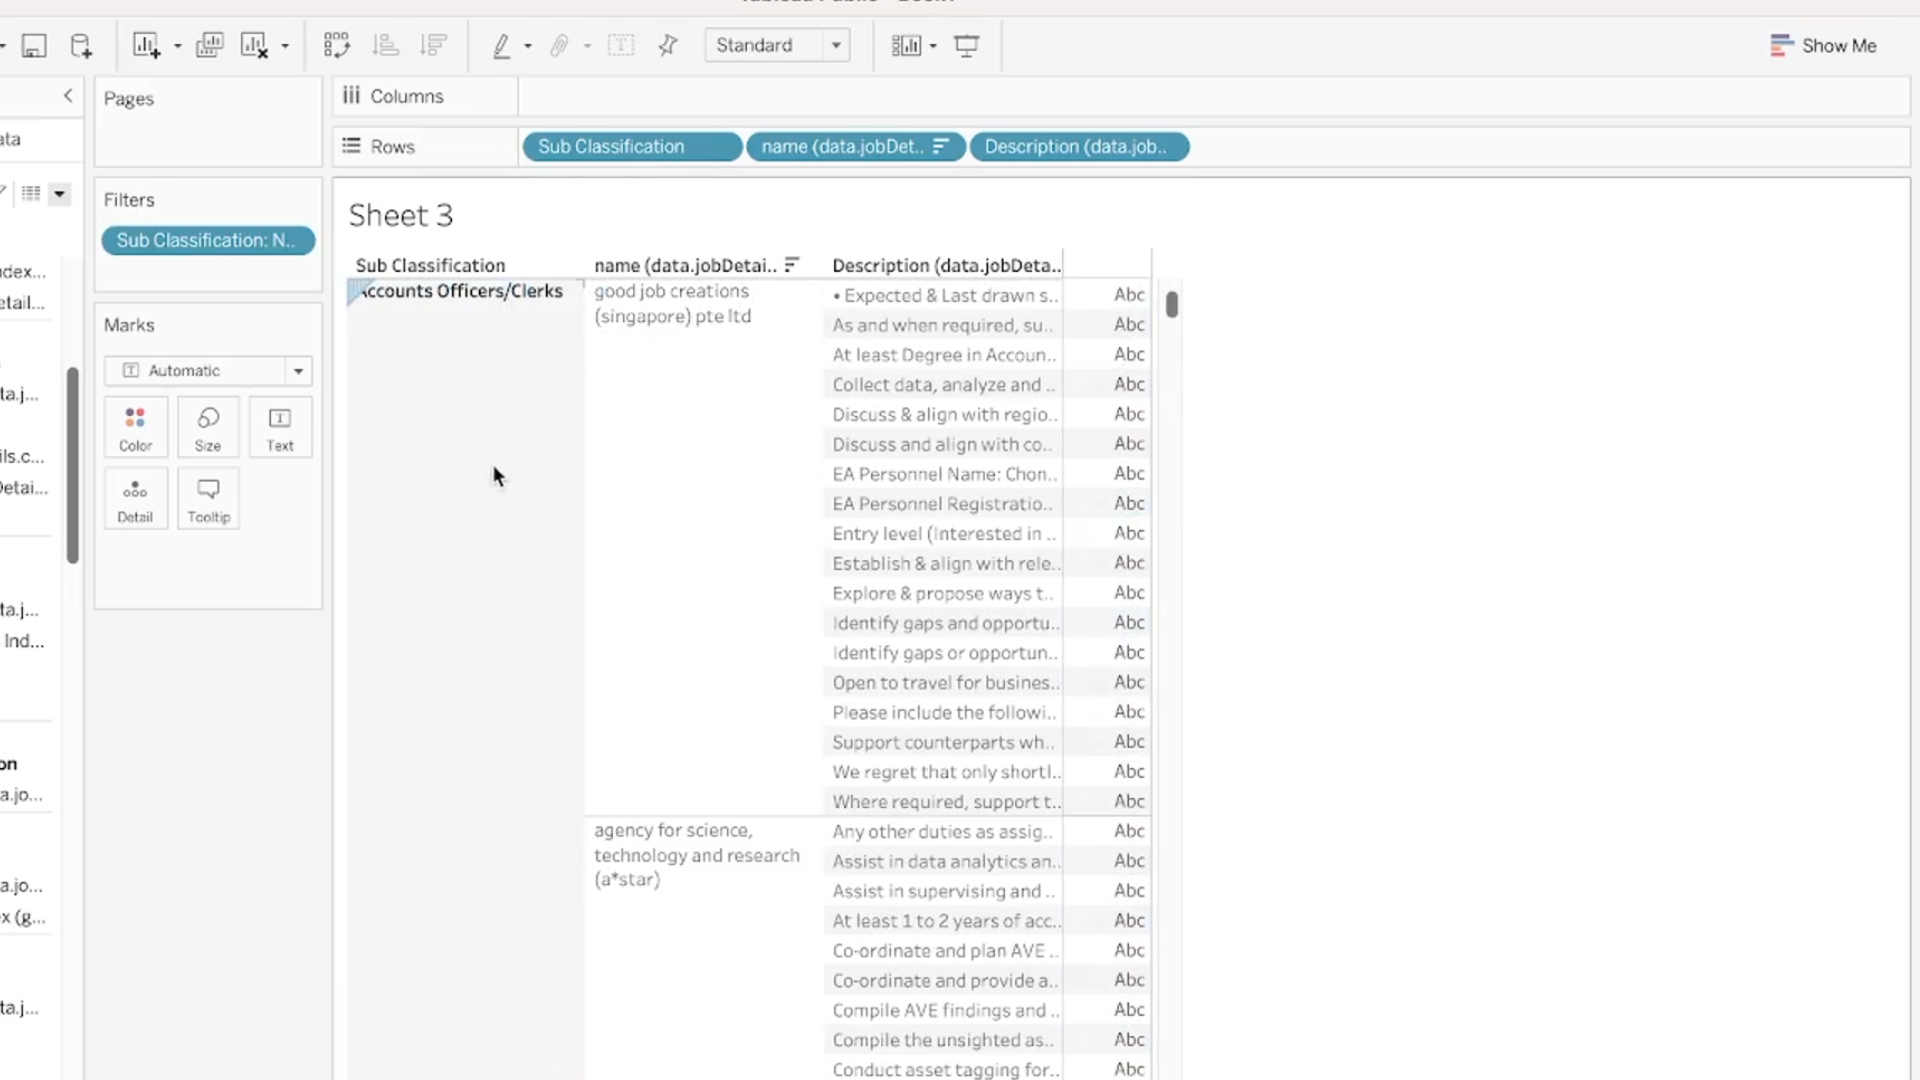 Standard
Show Me
Pages
Columns
ata
Rows
Sub Classification
name (data.jobDet..
Description (data.job..
Filters
Sub Classification: N..
Sheet 3
Sub Classification
name (data.jobDetai..
Description (data.jobDeta..
ndex...
etail...
Marks
Automatic
Color
Size
Text
Detail
Tooltip
ta.j...
ils.c...
Detai...
ta.j...
Ind...
on
a.jo...
a.jo...
x (g...
ta.j...
Accounts Officers/Clerks
good job creations
(singapore) pte ltd
• Expected & Last drawn s.. Abc
As and when required, su.. Abc
At least Degree in Accoun.. Abc
Collect data, analyze and .. Abc
Discuss & align with regio.. Abc
Discuss and align with co.. Abc
EA Personnel Name: Chon.. Abc
EA Personnel Registratio.. Abc
Entry level (Interested in .. Abc
Establish & align with rele.. Abc
Explore & propose ways t.. Abc
Identify gaps and opportu.. Abc
Identify gaps or opportun.. Abc
Open to travel for busines.. Abc
Please include the followi.. Abc
Support counterparts wh.. Abc
We regret that only shortl.. Abc
Where required, support t.. Abc
agency for science,
technology and research
(a*star)
Any other duties as assig.. Abc
Assist in data analytics an.. Abc
Assist in supervising and .. Abc
At least 1 to 2 years of acc.. Abc
Co-ordinate and plan AVE .. Abc
Co-ordinate and provide a.. Abc
Compile AVE findings and .. Abc
Compile the unsighted as.. Abc
Conduct asset tagging for.. Abc